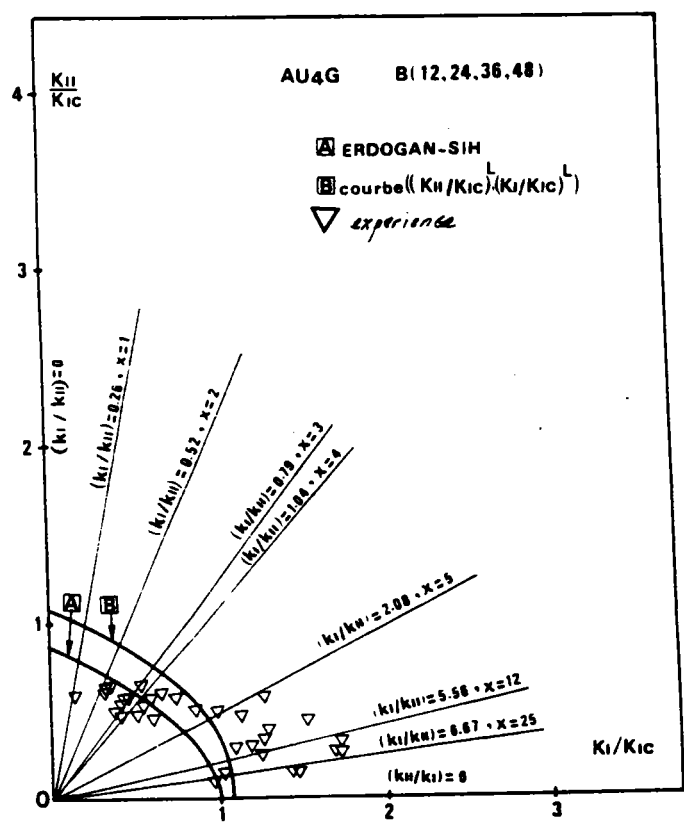 KII
KIC
AU4G B(12,24,36,48)
A ERDOGAN-SIH
B courbe((KII/KIC)L.(KI/KIC)L)
experience
4
3
2
1
0
(kI / kII)=0
(kI/kII)=0.26 , x=1
(kI/kII)=0.52 , x=2
(kI/kII)=0.79 , x=3
(kI/kII)=1.04 , x=4
(kI/kII)=2.08 , x=5
(kI/kII)=5.56 , x=12
(kI/kII)=6.67 , x=25
(kII/kI)=0
A B
KI/KIC
1 2 3